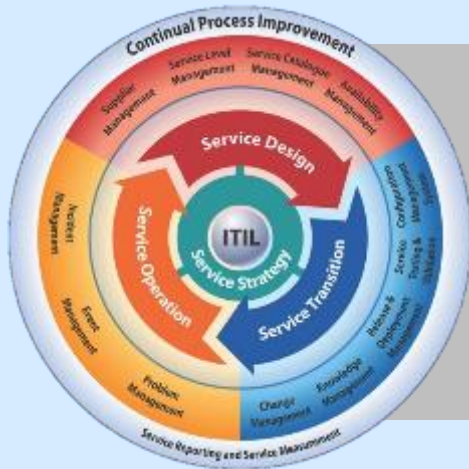 Continual Process Improvement
Supplier
Management
Service Level
Management
Service Catalogue
Management
Availability
Management
Service Design
Configuration
Management
System
Service
Testing &
Validation
Release &
Deployment
Management
Knowledge
Management
Change
Management
Service Transition
ITIL
Service Strategy
Service Operation
Incident
Management
Event
Management
Problem
Management
Service Reporting and Service Measurement